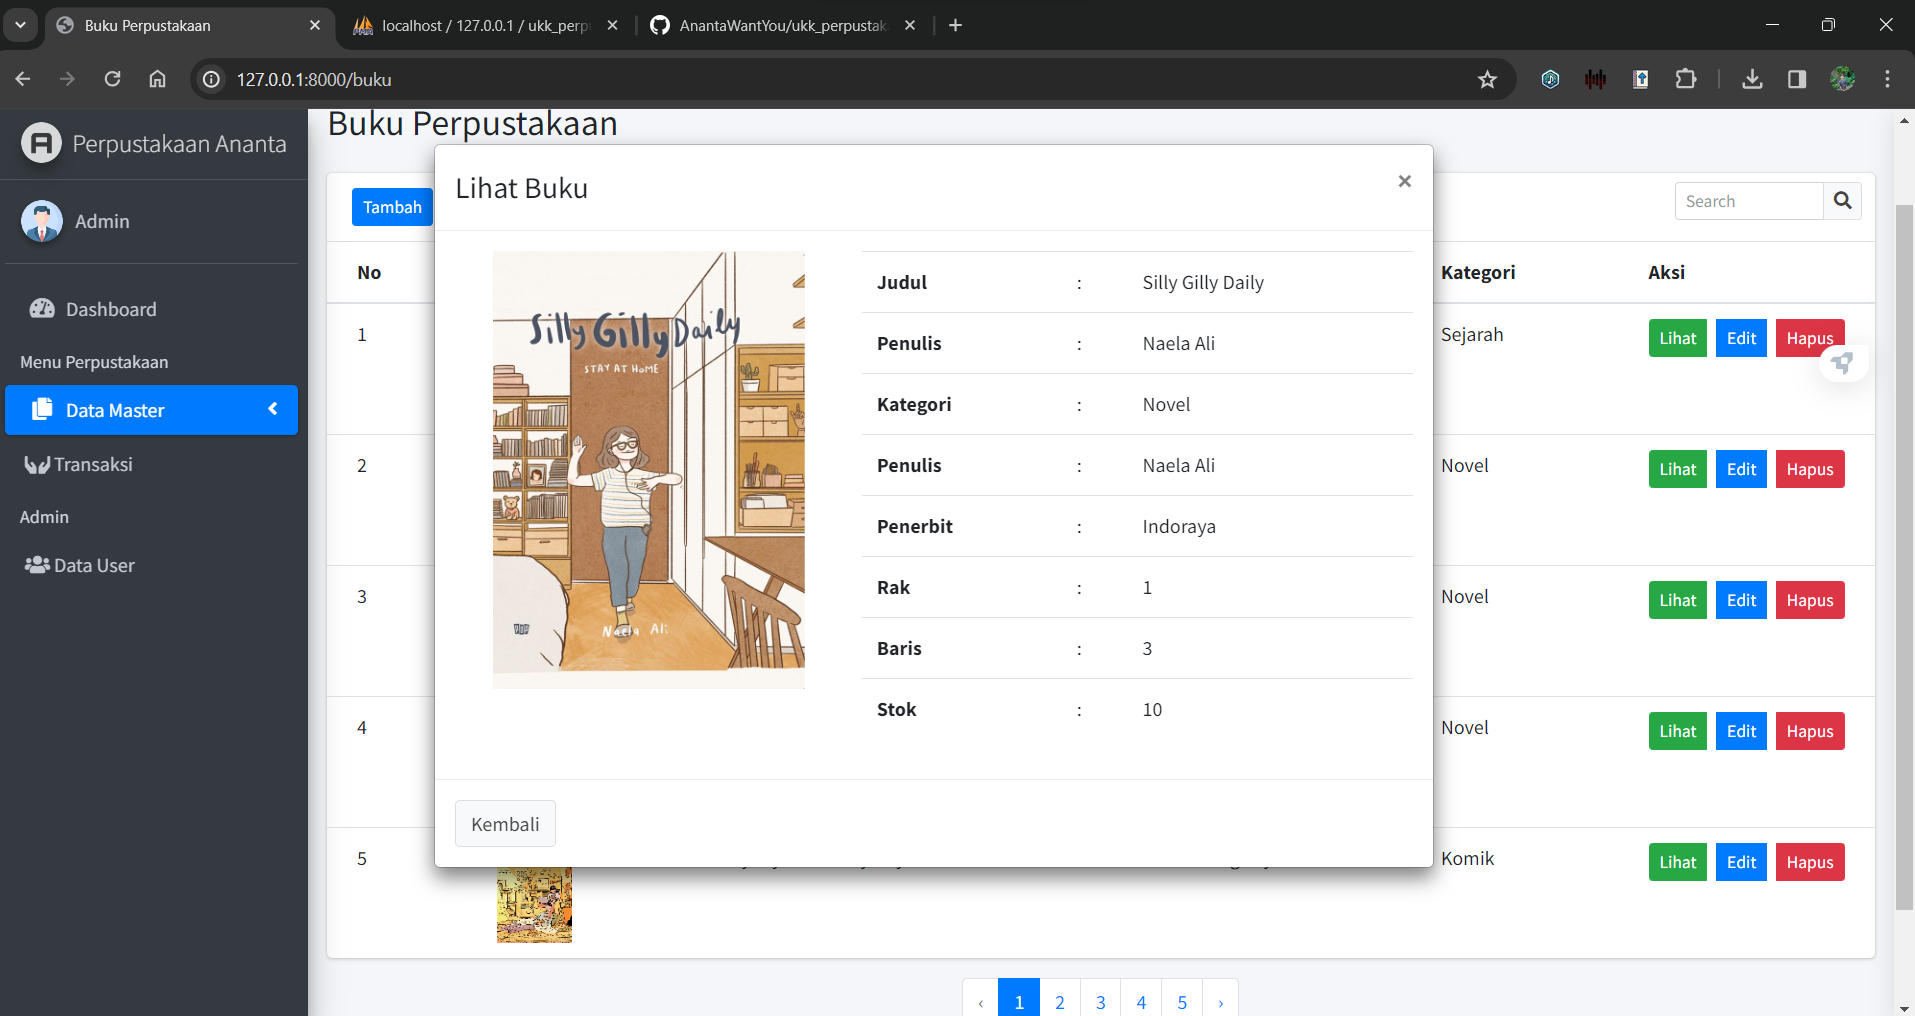 Buku Perpustakaan
localhost / 127.0.0.1 / ukk_perp
AnantaWantYou/ukk_perpustak
127.0.0.1:8000/buku
Perpustakaan Ananta
Admin
Dashboard
Menu Perpustakaan
Data Master
Transaksi
Admin
Data User
Buku Perpustakaan
Tambah
Search
No
Kategori
Aksi
1
Sejarah
Lihat
Edit
Hapus
2
Novel
Lihat
Edit
Hapus
3
Novel
Lihat
Edit
Hapus
4
Novel
Lihat
Edit
Hapus
5
Komik
Lihat
Edit
Hapus
Lihat Buku
×
Silly Gilly Daily
STAY AT HOME
Naela Ali
POP
Judul : Silly Gilly Daily
Penulis : Naela Ali
Kategori : Novel
Penulis : Naela Ali
Penerbit : Indoraya
Rak : 1
Baris : 3
Stok : 10
Kembali
‹ 1 2 3 4 5 ›